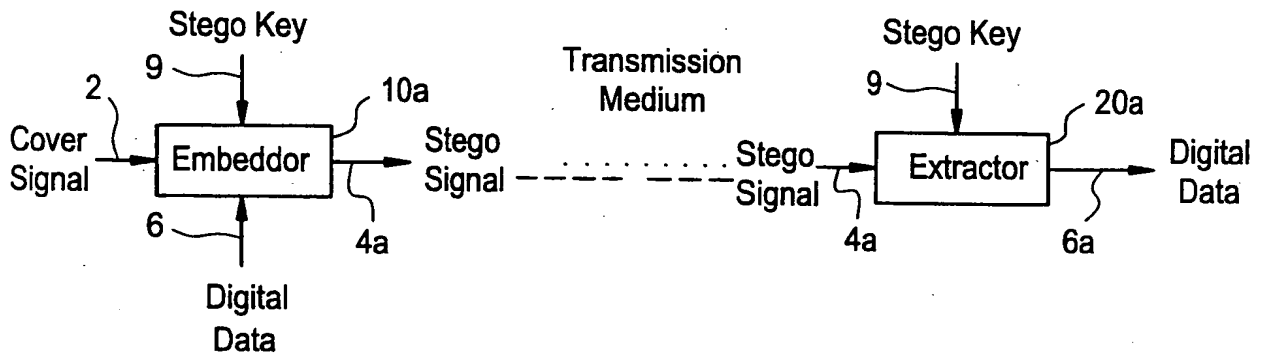 Stego Key
9
2
10a
Cover
Signal
Embeddor
Stego
Signal
6
4a
Digital
Data
Transmission
Medium
Stego Key
9
20a
Stego
Signal
Extractor
Digital
Data
4a
6a